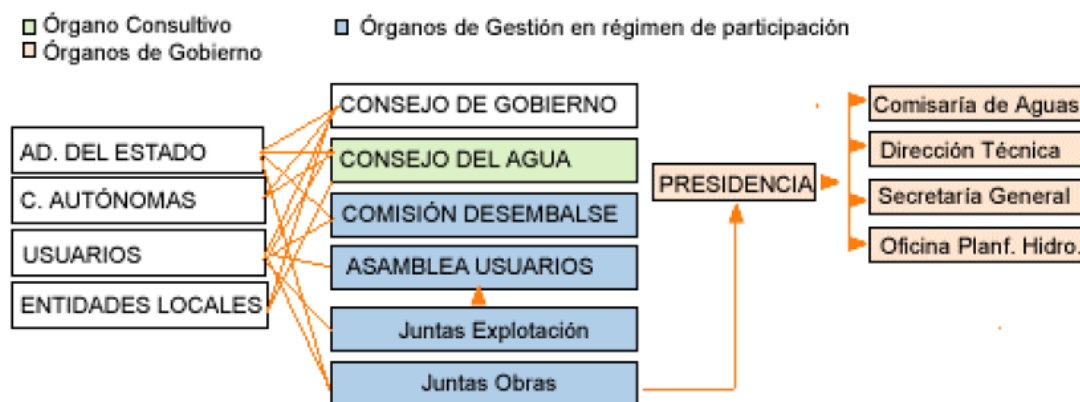 Órgano Consultivo
Órganos de Gestión en régimen de participación
Órganos de Gobierno
AD. DEL ESTADO
C. AUTÓNOMAS
USUARIOS
ENTIDADES LOCALES
CONSEJO DE GOBIERNO
CONSEJO DEL AGUA
COMISIÓN DESEMBALSE
ASAMBLEA USUARIOS
Juntas Explotación
Juntas Obras
PRESIDENCIA
Comisaría de Aguas
Dirección Técnica
Secretaría General
Oficina Planf. Hidro.